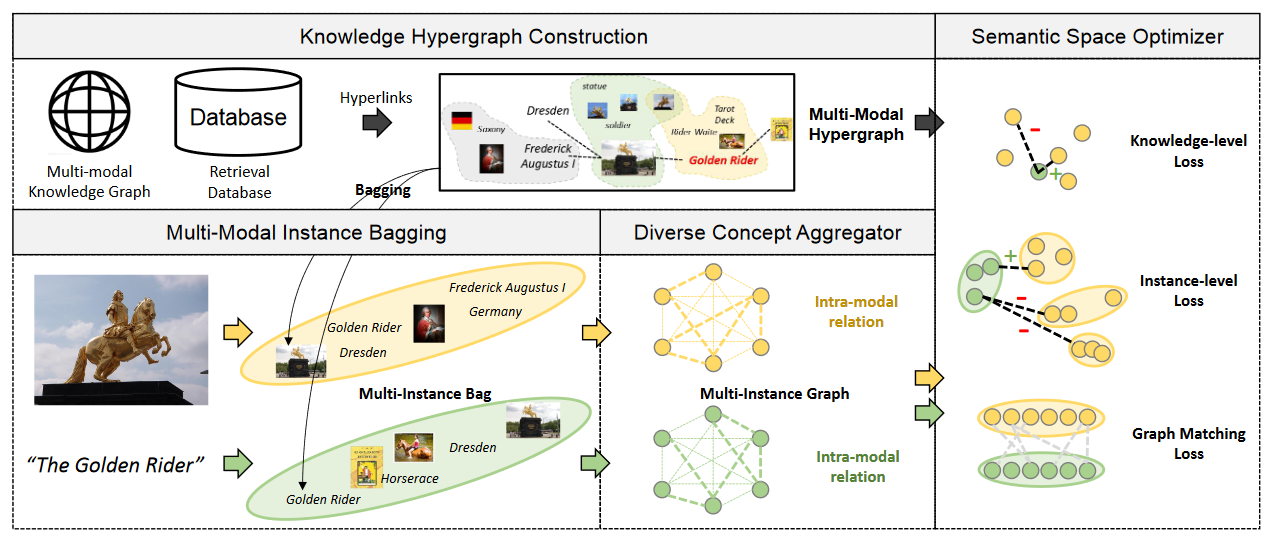 Knowledge Hypergraph Construction
Semantic Space Optimizer
Database
Multi-modal
Knowledge Graph
Retrieval
Database
Hyperlinks
statue
Dresden
soldier
Saxony
Frederick
Augustus I
Tarot
Deck
Rider Waite
Golden Rider
Multi-Modal
Hypergraph
Bagging
Knowledge-level
Loss
Multi-Modal Instance Bagging
Diverse Concept Aggregator
Frederick Augustus I
Germany
Golden Rider
Dresden
Multi-Instance Bag
"The Golden Rider"
Dresden
Horserace
Golden Rider
Intra-modal
relation
Multi-Instance Graph
Intra-modal
relation
- 
+
+
Instance-level
Loss
-
-
Graph Matching
Loss